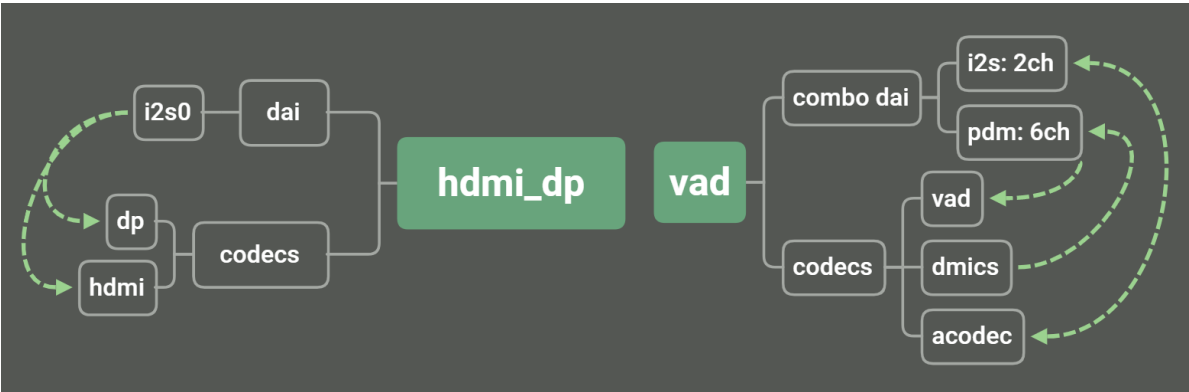 i2s0
dai
hdmi_dp
dp
hdmi
codecs
vad
combo dai
i2s: 2ch
pdm: 6ch
codecs
vad
dmics
acodec